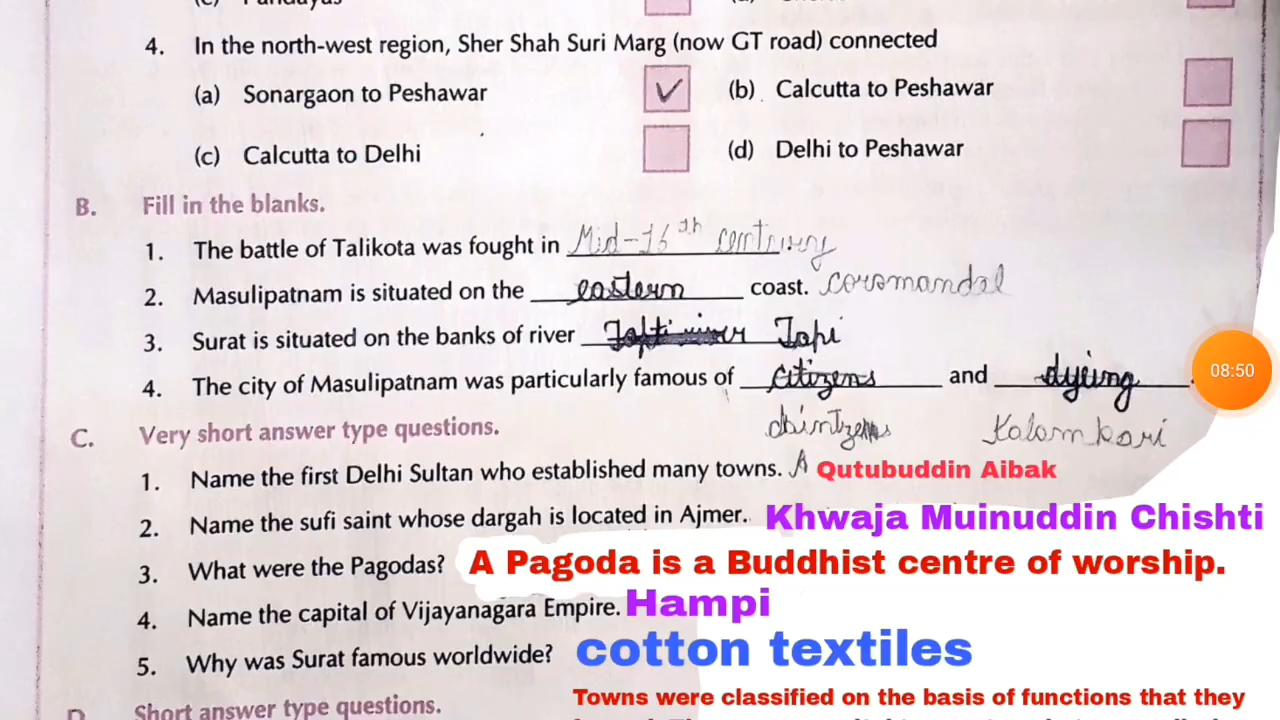 4. In the north-west region, Sher Shah Suri Marg (now GT road) connected
(a) Sonargaon to Peshawar ✓ (b) Calcutta to Peshawar
(c) Calcutta to Delhi (d) Delhi to Peshawar
B. Fill in the blanks.
1. The battle of Talikota was fought in Mid-16th
2. Masulipatnam is situated on the eastern coast. coromandal
3. Surat is situated on the banks of river Tapi
4. The city of Masulipatnam was particularly famous of citizens and dyeing
Kalamkari
C. Very short answer type questions.
08:50
1. Name the first Delhi Sultan who established many towns. A Qutubuddin Aibak
2. Name the sufi saint whose dargah is located in Ajmer. Khwaja Muinuddin Chishti
3. What were the Pagodas? A Pagoda is a Buddhist centre of worship.
4. Name the capital of Vijayanagara Empire. Hampi
5. Why was Surat famous worldwide? cotton textiles
D. Short answer type questions.
Towns were classified on the basis of functions that they